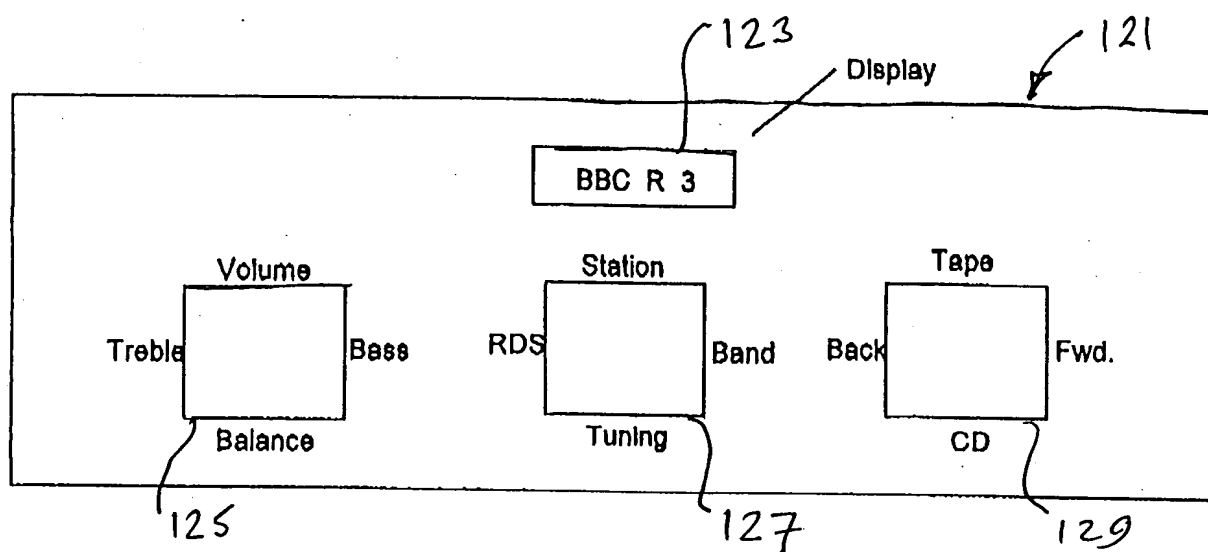 123
121
Display
BBC R 3
Volume
Station
Tape
Treble
Bass
RDS
Band
Back
Fwd.
Balance
Tuning
CD
125
127
129